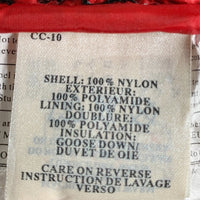 CC-10
SHELL: 100% NYLON
EXTERIEUR:
100% POLYAMIDE
LINING: 100% NYLON
DOUBLURE:
100% POLYAMIDE
INSULATION:
GOOSE DOWN/
DUVET DE OIE
CARE ON REVERSE
INSTRUCTION DE LAVAGE
VERSO